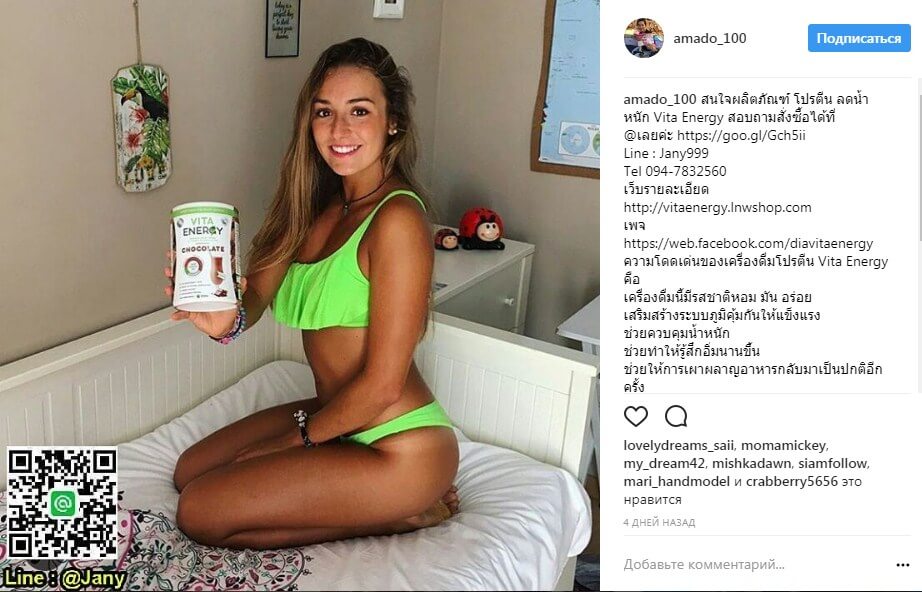 today is a
perfect day
to start
living your
dreams
VITA
ENERGY
CHOCOLATE
Line : @Jany
amado_100
Подписаться
amado_100 สนใจผลิตภัณฑ์ โปรตีน ลดน้ำ
หนัก Vita Energy สอบถามสั่งซื้อได้ที่
@เลยค่ะ https://goo.gl/Gch5ii
Line : Jany999
Tel 094-7832560
เว็บรายละเอียด
http://vitaenergy.lnwshop.com
เพจ
https://web.facebook.com/diavitaenergy
ความโดดเด่นของเครื่องดื่มโปรตีน Vita Energy
คือ
เครื่องดื่มนี้มีรสชาติหอม มัน อร่อย
เสริมสร้างระบบภูมิคุ้มกันให้แข็งแรง
ช่วยควบคุมน้ำหนัก
ช่วยทำให้รู้สึกอิ่มนานขึ้น
ช่วยให้การเผาผลาญอาหารกลับมาเป็นปกติอีก
ครั้ง
lovelydreams_saii, momamickey,
my_dream42, mishkadawn, siamfollow,
mari_handmodel и crabberry5656 это
нравится
4 ДНЕЙ НАЗАД
Добавьте комментарий...